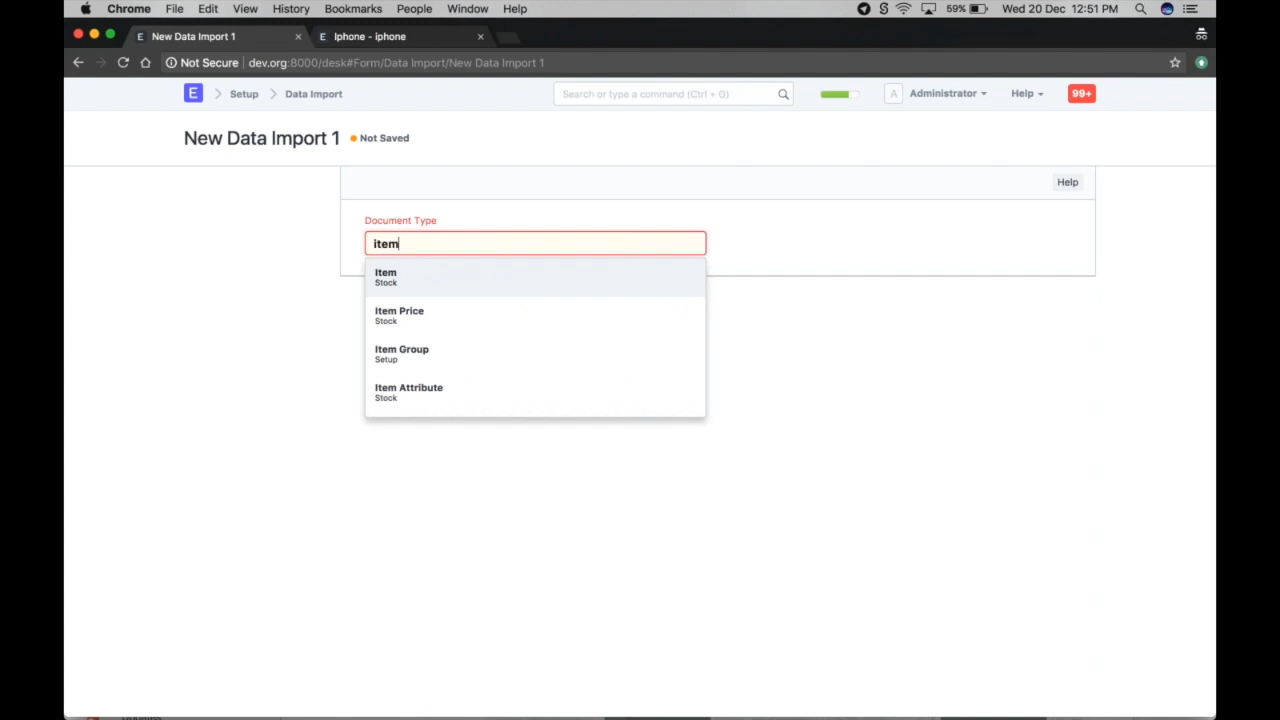 Chrome File Edit View History Bookmarks People Window Help 59% Wed 20 Dec 12:51 PM
E New Data Import 1 × E Iphone - iphone ×
Not Secure dev.org:8000/desk#Form/Data Import/New Data Import 1
E Setup Data Import Search or type a command (Ctrl + G) A Administrator Help 99+
New Data Import 1 Not Saved
Help
Document Type
item
Item
Stock
Item Price
Stock
Item Group
Setup
Item Attribute
Stock